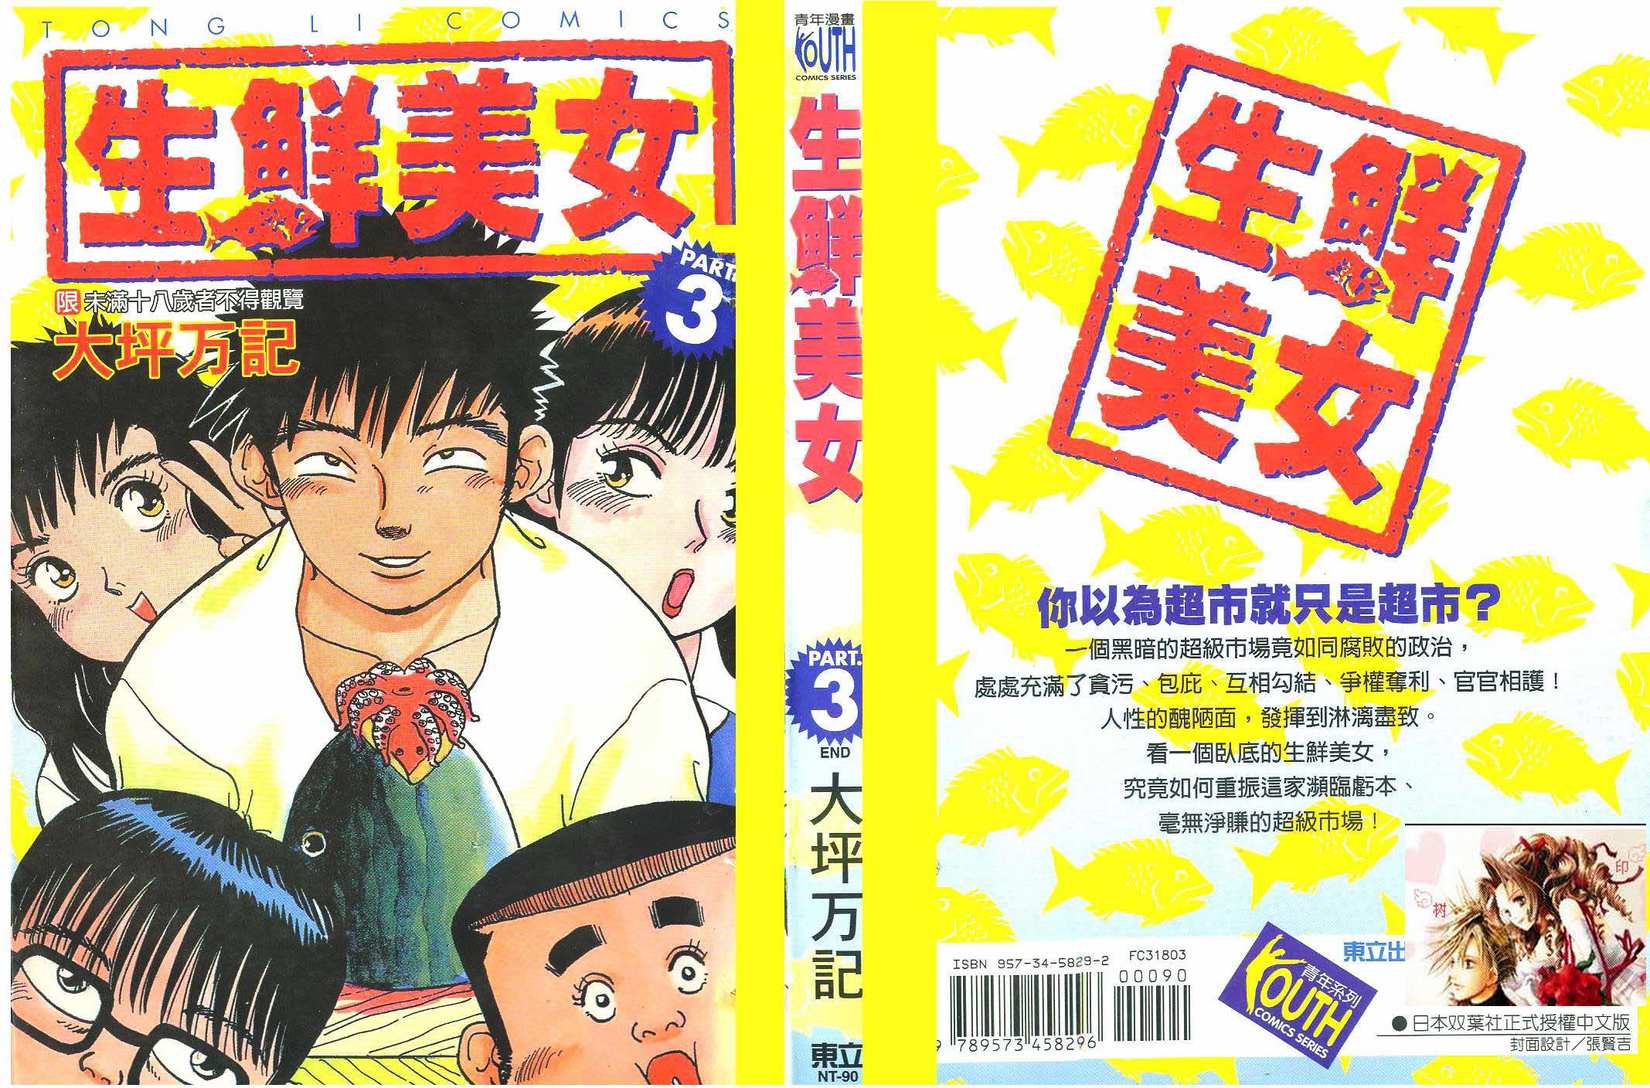 TONG LI COMICS
生鮮美女
PART.
3
限 未滿十八歲者不得觀覽
大坪万記
青年漫畫
YOUTH
COMICS SERIES
生鮮美女
PART.
3
END
大坪万記
東立
NT-90
生鮮
美女
你以為超市就只是超市？
一個黑暗的超級市場竟如同腐敗的政治，
處處充滿了貪污、包庇、互相勾結、爭權奪利、官官相護！
人性的醜陋面，發揮到淋漓盡致。
看一個臥底的生鮮美女，
究竟如何重振這家瀕臨虧本、
毫無淨賺的超級市場！
印
树
東立出
ISBN 957-34-5829-2
FC31803
00090
9 789573 458296
青年系列
YOUTH
COMICS SERIES
●日本双葉社正式授權中文版
封面設計／張賢吉